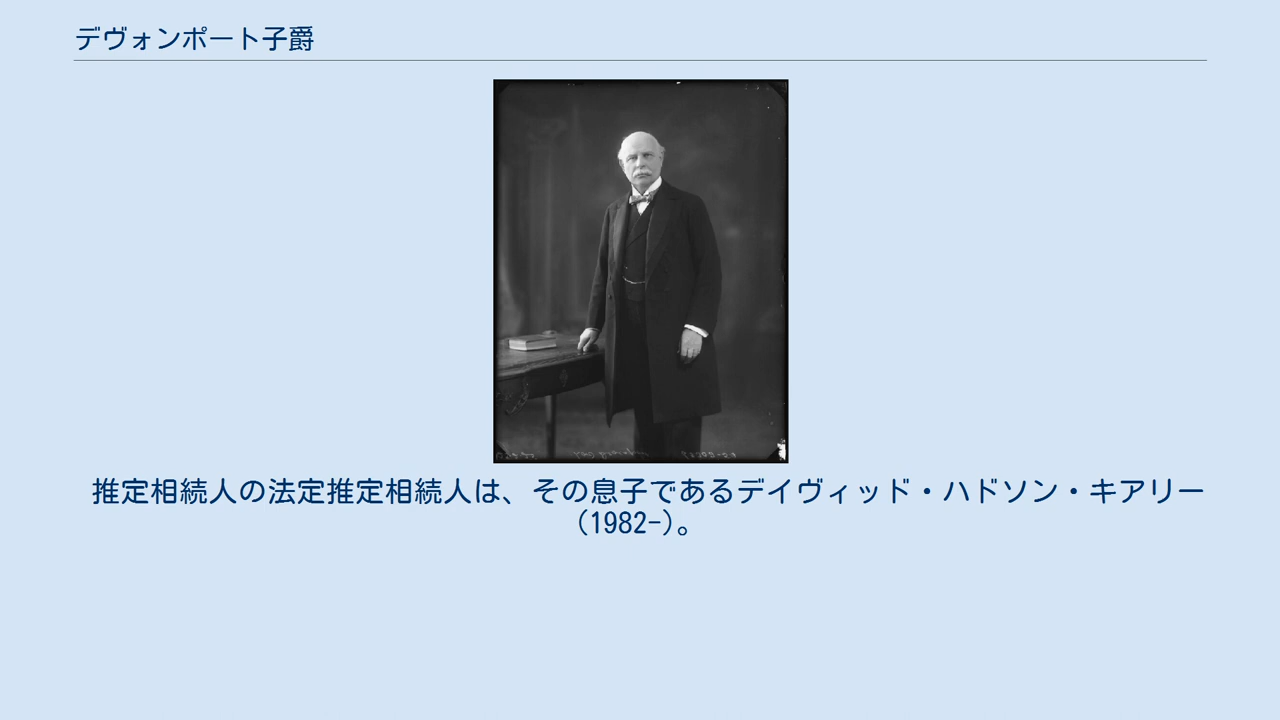 デヴォンポート子爵
推定相続人の法定推定相続人は、その息子であるデイヴィッド・ハドソン・キアリー
(1982-)。